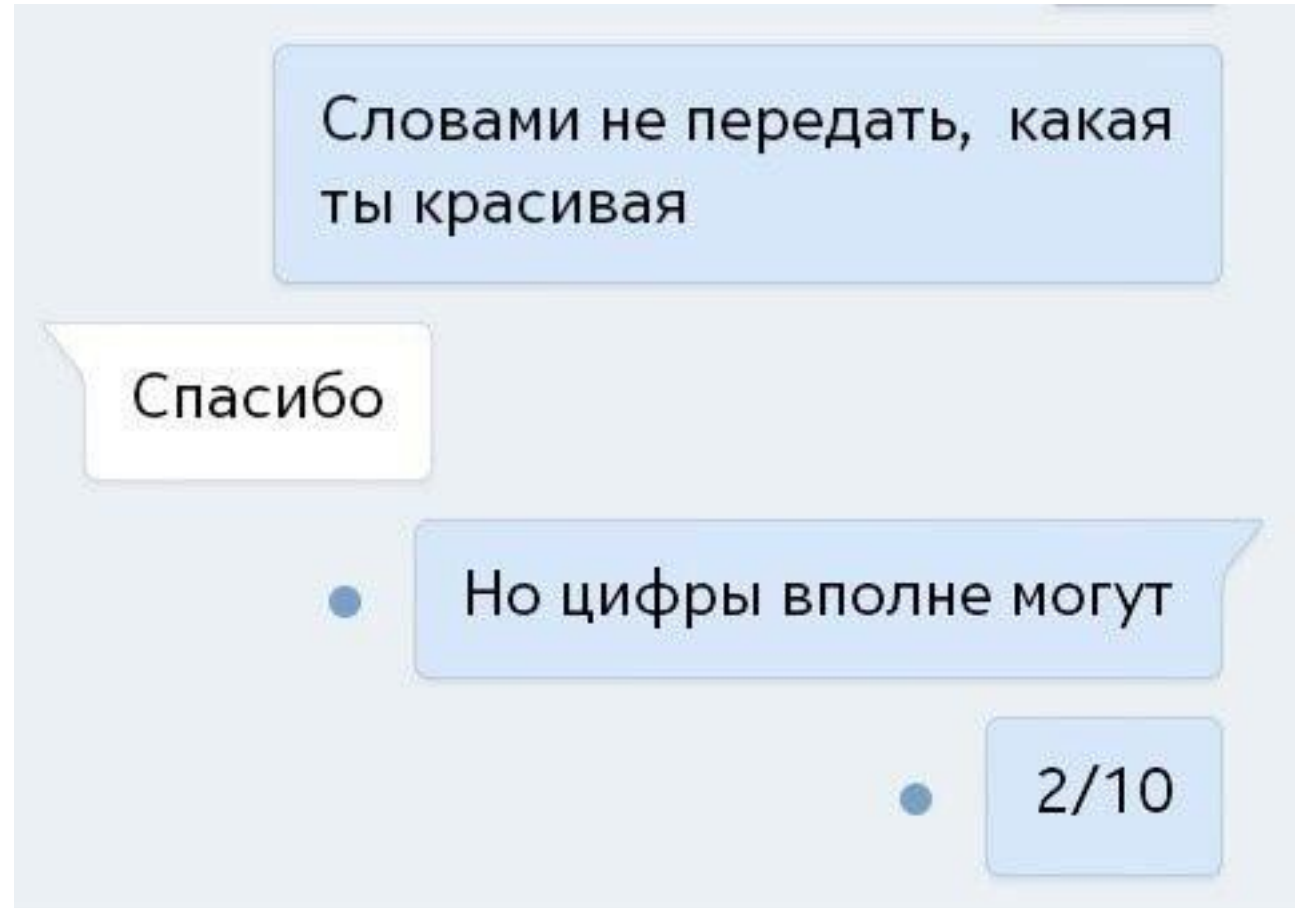 Словами не передать,  какая
ты красивая
Спасибо
Но цифры вполне могут
2/10